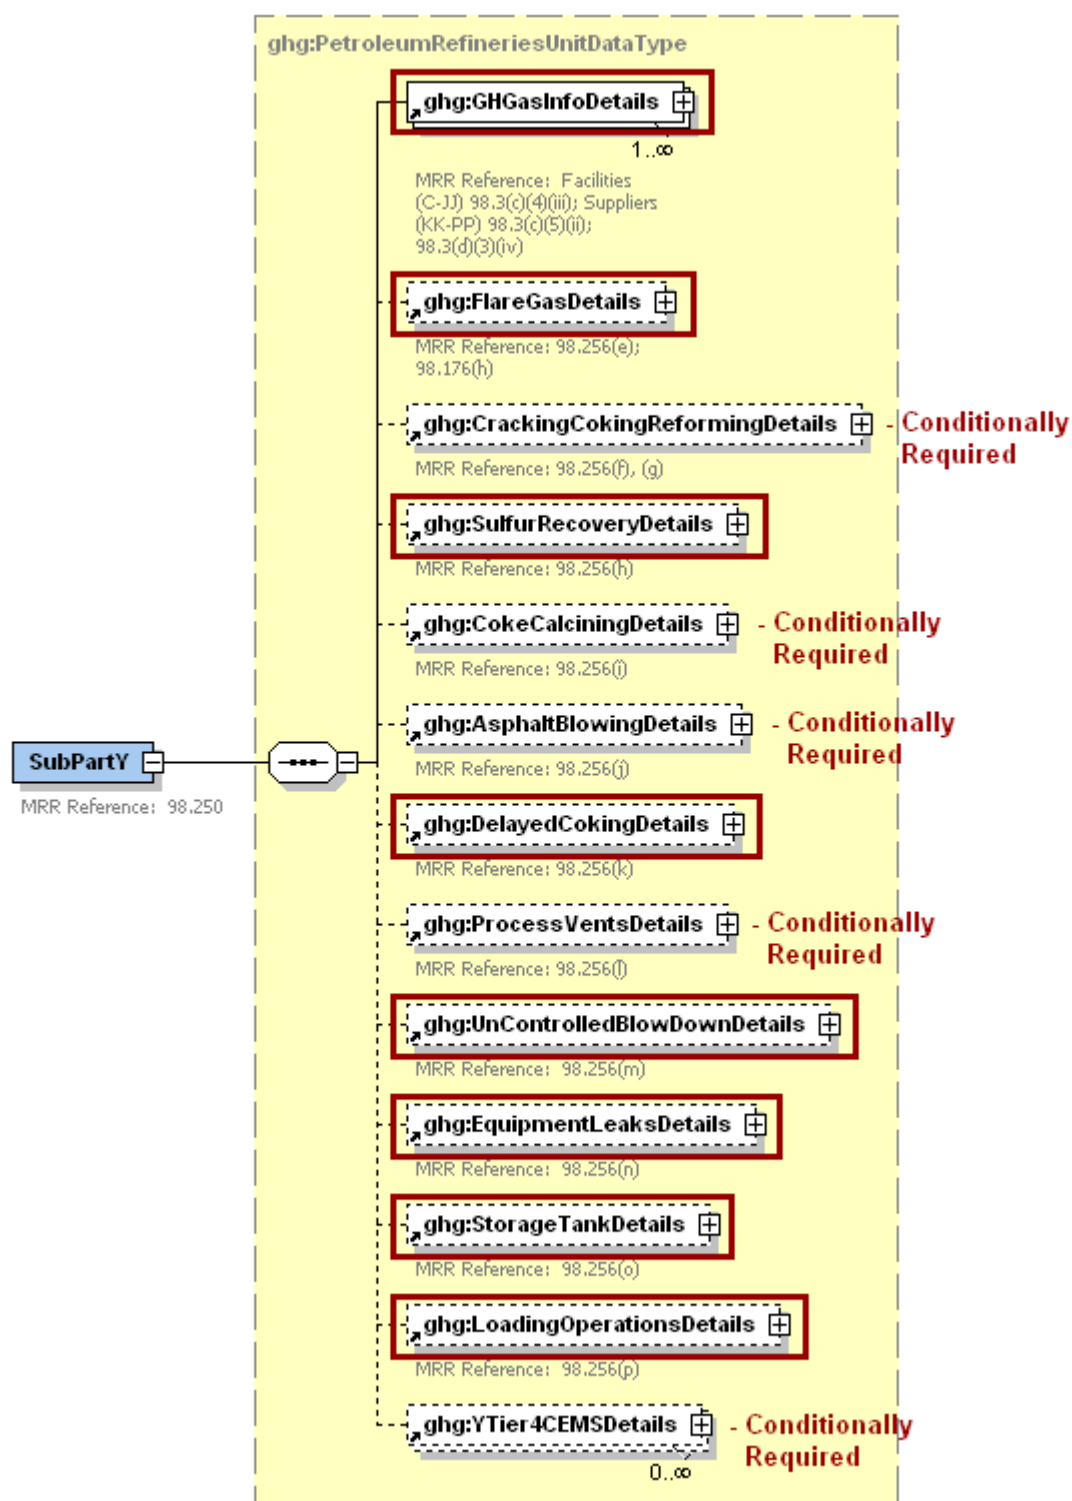 ghg:PetroleumRefineriesUnitDataType
ghg:GHGasInfoDetails
1..∞
MRR Reference:  Facilities
(C-JJ) 98.3(c)(4)(iii); Suppliers
(KK-PP) 98.3(c)(5)(ii);
98.3(d)(3)(iv)
ghg:FlareGasDetails
MRR Reference: 98.256(e);
98.176(h)
ghg:CrackingCokingReformingDetails
- Conditionally
Required
MRR Reference: 98.256(f), (g)
ghg:SulfurRecoveryDetails
MRR Reference: 98.256(h)
ghg:CokeCalciningDetails
- Conditionally
Required
MRR Reference: 98.256(i)
ghg:AsphaltBlowingDetails
- Conditionally
Required
MRR Reference: 98.256(j)
SubPartY
MRR Reference:  98.250
ghg:DelayedCokingDetails
MRR Reference: 98.256(k)
ghg:ProcessVentsDetails
- Conditionally
Required
MRR Reference: 98.256(l)
ghg:UnControlledBlowDownDetails
MRR Reference:  98.256(m)
ghg:EquipmentLeaksDetails
MRR Reference:  98.256(n)
ghg:StorageTankDetails
MRR Reference:  98.256(o)
ghg:LoadingOperationsDetails
MRR Reference:  98.256(p)
ghg:YTier4CEMSDetails
- Conditionally
Required
0..∞